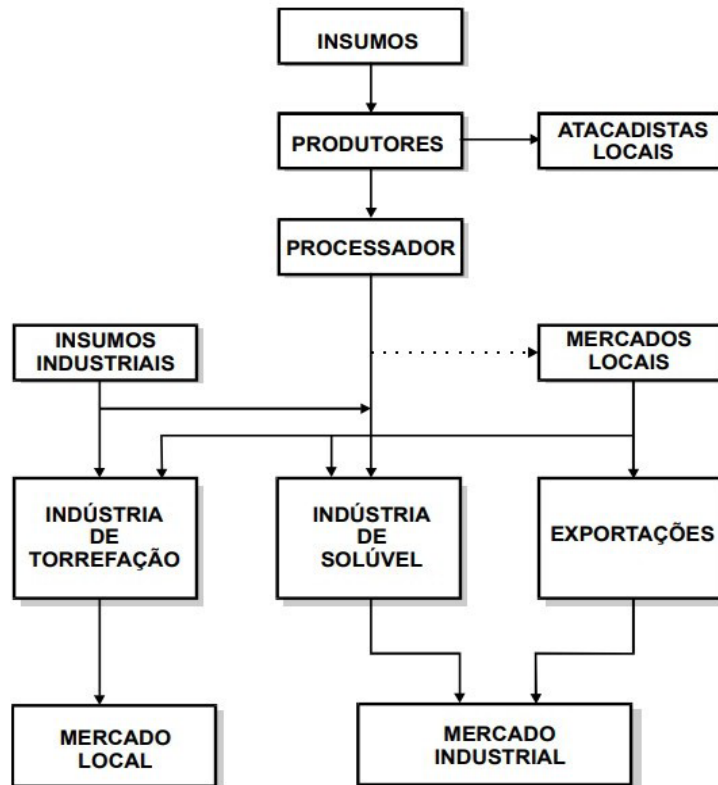 INSUMOS
PRODUTORES
ATACADISTAS
LOCAIS
PROCESSADOR
INSUMOS
INDUSTRIAIS
MERCADOS
LOCAIS
INDÚSTRIA
DE
TORREFAÇÃO
INDÚSTRIA
DE
SOLÚVEL
EXPORTAÇÕES
MERCADO
LOCAL
MERCADO
INDUSTRIAL